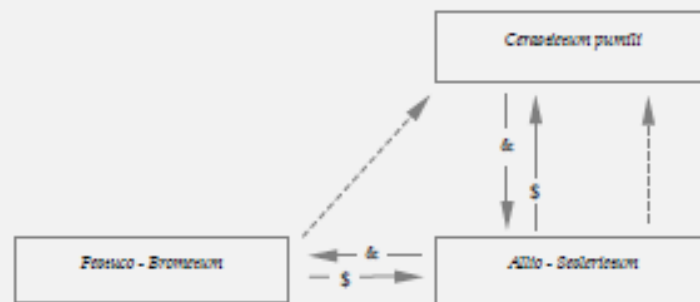 Cerastietum pumili
&
$
Festuco - Brometum
&
$
Allio - Seslerietum